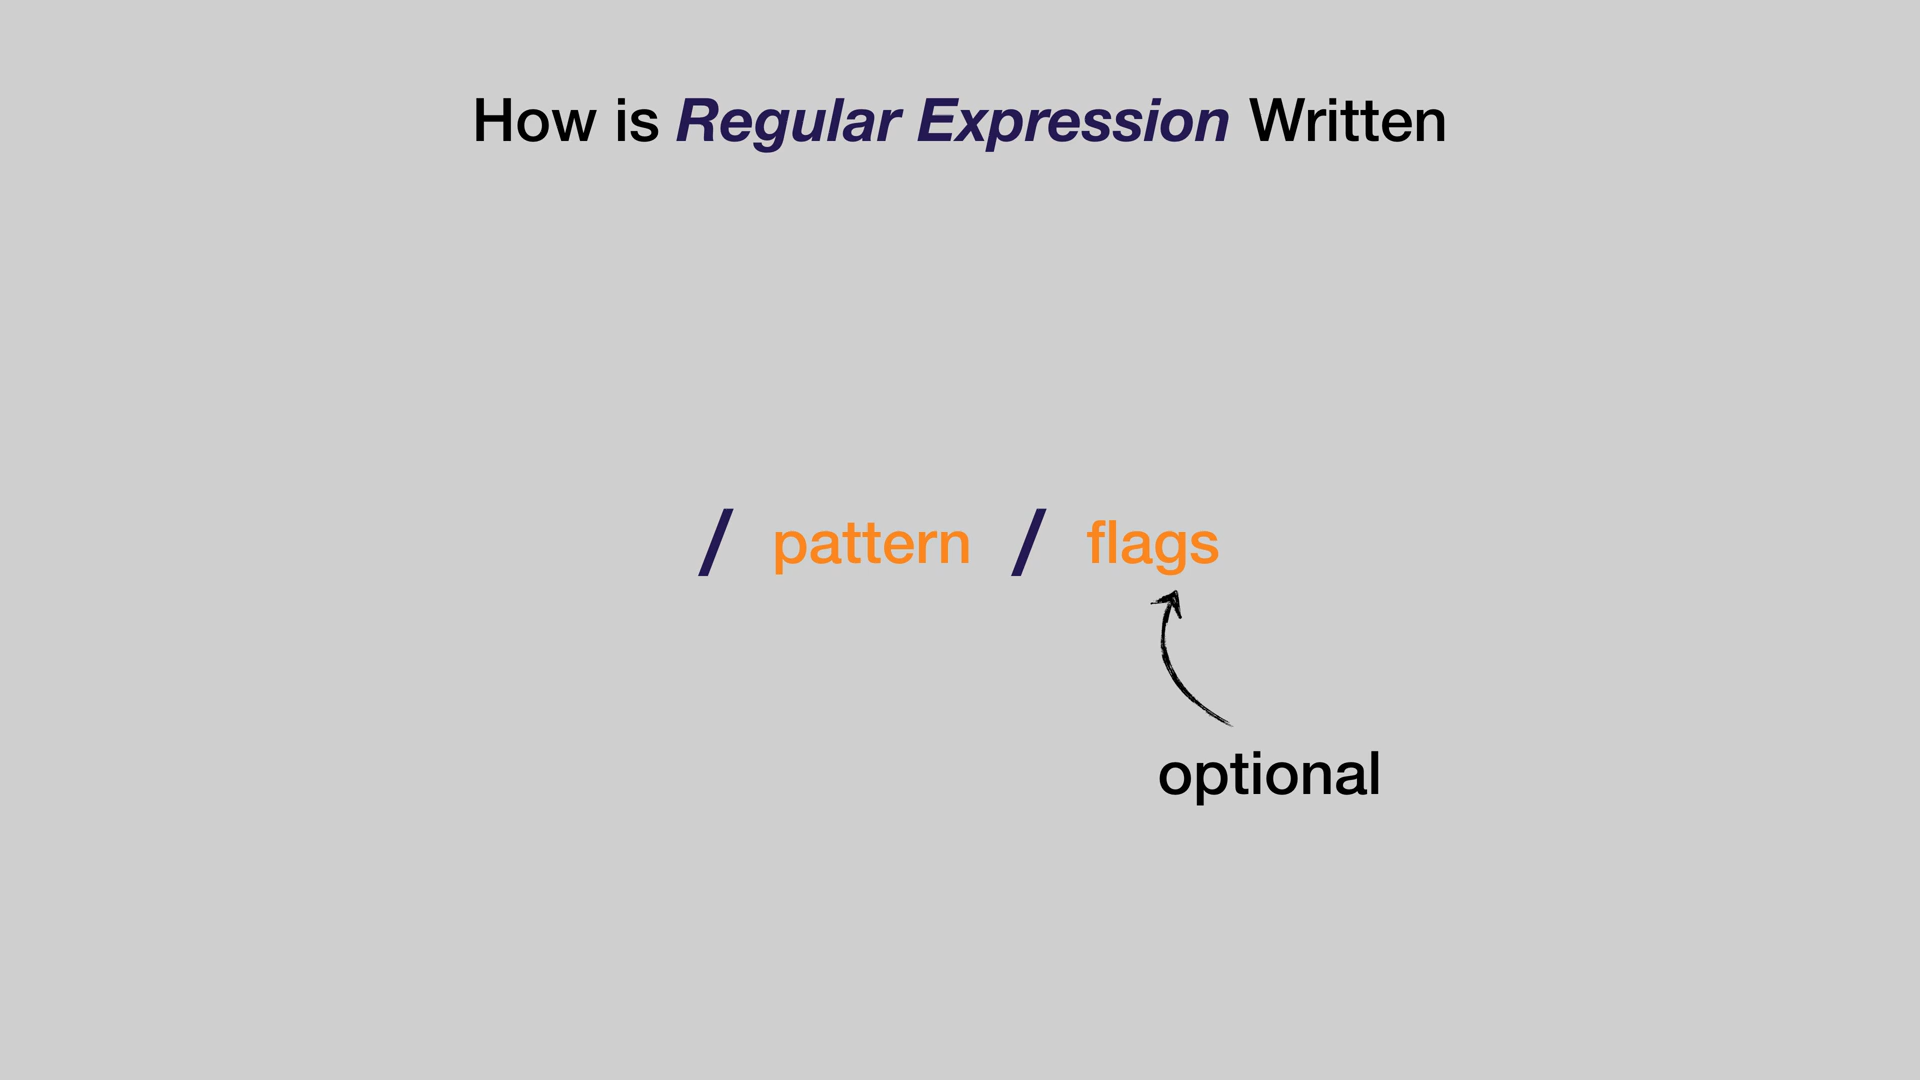 How is Regular Expression Written
/ pattern / flags
optional